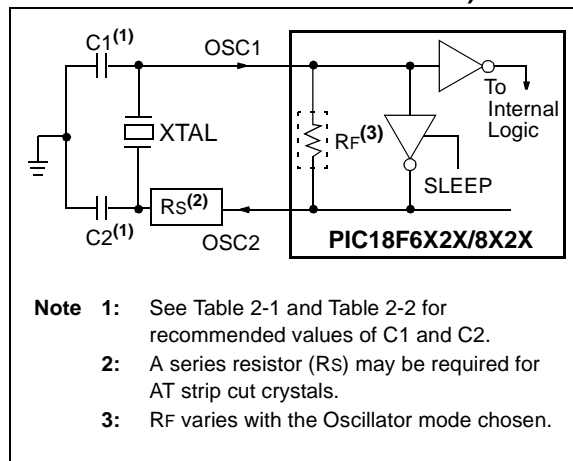 C1(1)
OSC1
To
Internal
Logic
XTAL
RF(3)
SLEEP
RS(2)
C2(1)
OSC2
PIC18F6X2X/8X2X
Note 1: See Table 2-1 and Table 2-2 for
recommended values of C1 and C2.
2: A series resistor (RS) may be required for
AT strip cut crystals.
3: RF varies with the Oscillator mode chosen.